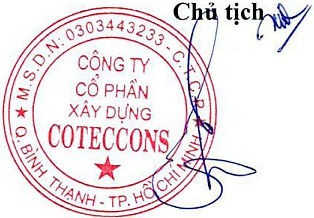 Chủ tịch
M.S.D.N: 0303443233 - C.T.C.P
CÔNG TY
CỔ PHẦN
XÂY DỰNG
COTECCONS
Q. BÌNH THẠNH - TP. HỒ CHÍ MINH